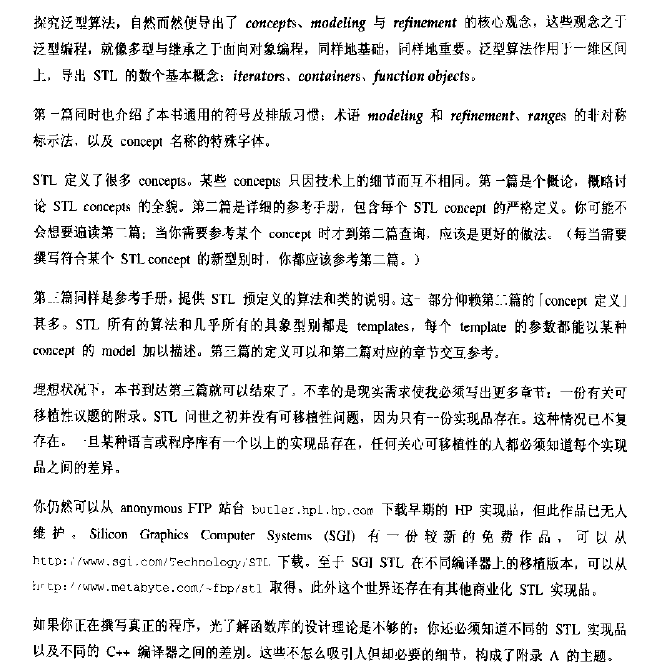 探究泛型算法，自然而然便导出了 concepts、modeling 与 refinement 的核心观念，这些观念之于
泛型编程，就像多型与继承之于面向对象编程，同样地基础，同样地重要。泛型算法作用于一维区间
上，导出 STL 的数个基本概念：iterators、containers、function objects。
第一篇同时也介绍了本书通用的符号及排版习惯：术语 modeling 和 refinement、ranges 的非对称
标示法，以及 concept 名称的特殊字体。
STL 定义了很多 concepts。某些 concepts 只因技术上的细节而互不相同。第一篇是个概论，概略讨
论 STL concepts 的全貌。第二篇是详细的参考手册，包含每个 STL concept 的严格定义。你可能不
会想要遍读第二篇；当你需要参考某个 concept 时才到第二篇查询，应该是更好的做法。（每当需要
撰写符合某个 STL concept 的新型别时，你都应该参考第二篇。）
第三篇同样是参考手册，提供 STL 预定义的算法和类的说明。这一部分仰赖第二篇的「concept 定义」
甚多。STL 所有的算法和几乎所有的具象型别都是 templates，每个 template 的参数都能以某种
concept 的 model 加以描述。第三篇的定义可以和第二篇对应的章节交互参考。
理想状况下，本书到达第三篇就可以结束了。不幸的是现实需求使我必须写出更多章节：一份有关可
移植性议题的附录。STL 问世之初并没有可移植性问题，因为只有一份实现品存在。这种情况已不复
存在。一旦某种语言或程序库有一个以上的实现品存在，任何关心可移植性的人都必须知道每个实现
品之间的差异。
你仍然可以从 anonymous FTP 站台 butler.hpl.hp.com 下载早期的 HP 实现品，但此作品已无人
维护。Silicon Graphics Computer Systems (SGI) 有一份较新的免费作品，可以从
http://www.sgi.com/Technology/STL 下载。至于 SGI STL 在不同编译器上的移植版本，可以从
http://www.metabyte.com/~fbp/stl 取得。此外这个世界还存在有其他商业化 STL 实现品。
如果你正在撰写真正的程序，光了解函数库的设计理论是不够的；你还必须知道不同的 STL 实现品
以及不同的 C++ 编译器之间的差别。这些不怎么吸引人但却必要的细节，构成了附录 A 的主题。